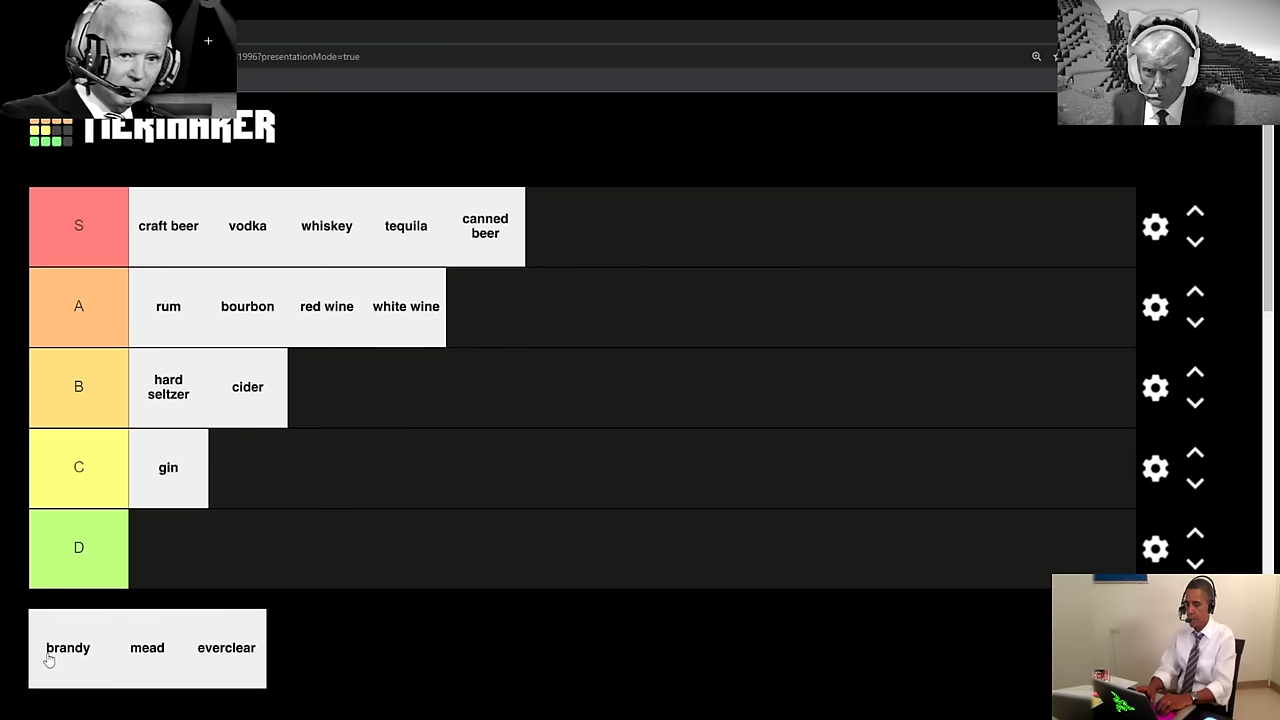 1996?presentationMode=true
TIERMAKER
S craft beer vodka whiskey tequila canned
beer
A rum bourbon red wine white wine
B hard
seltzer cider
C gin
D
brandy mead everclear